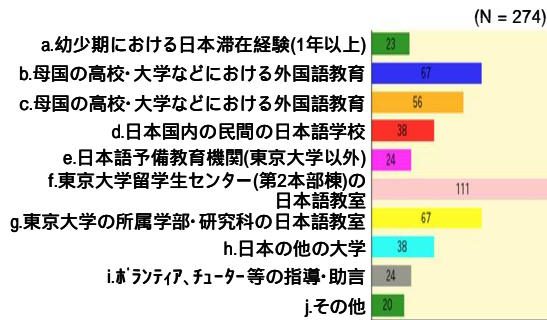 (N = 274)
a.幼少期における日本滞在経験(1年以上)
23
b.母国の高校･大学などにおける外国語教育
67
c.母国の高校･大学などにおける外国語教育
56
d.日本国内の民間の日本語学校
38
e.日本語予備教育機関(東京大学以外)
24
f.東京大学留学生センター(第2本部棟)の
日本語教室
111
g.東京大学の所属学部･研究科の日本語教室
67
h.日本の他の大学
38
i.ﾎﾞﾗﾝﾃｨｱ､ﾁｭｰﾀｰ等の指導･助言
24
j.その他
20